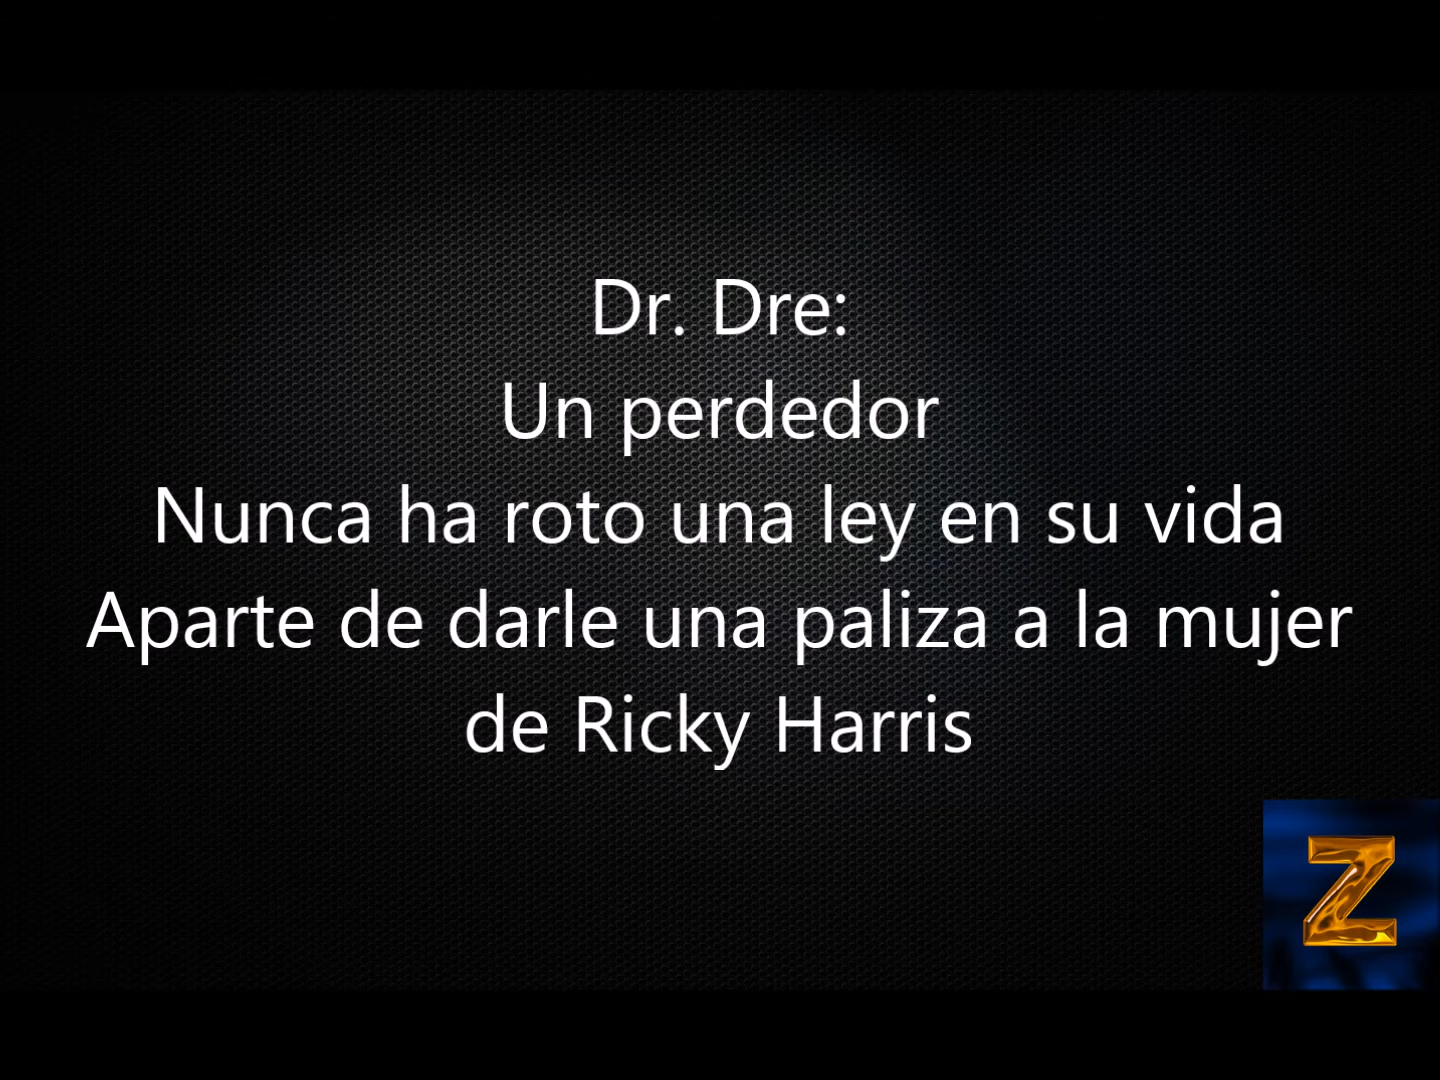 Dr. Dre:
Un perdedor
Nunca ha roto una ley en su vida
Aparte de darle una paliza a la mujer
de Ricky Harris
Z